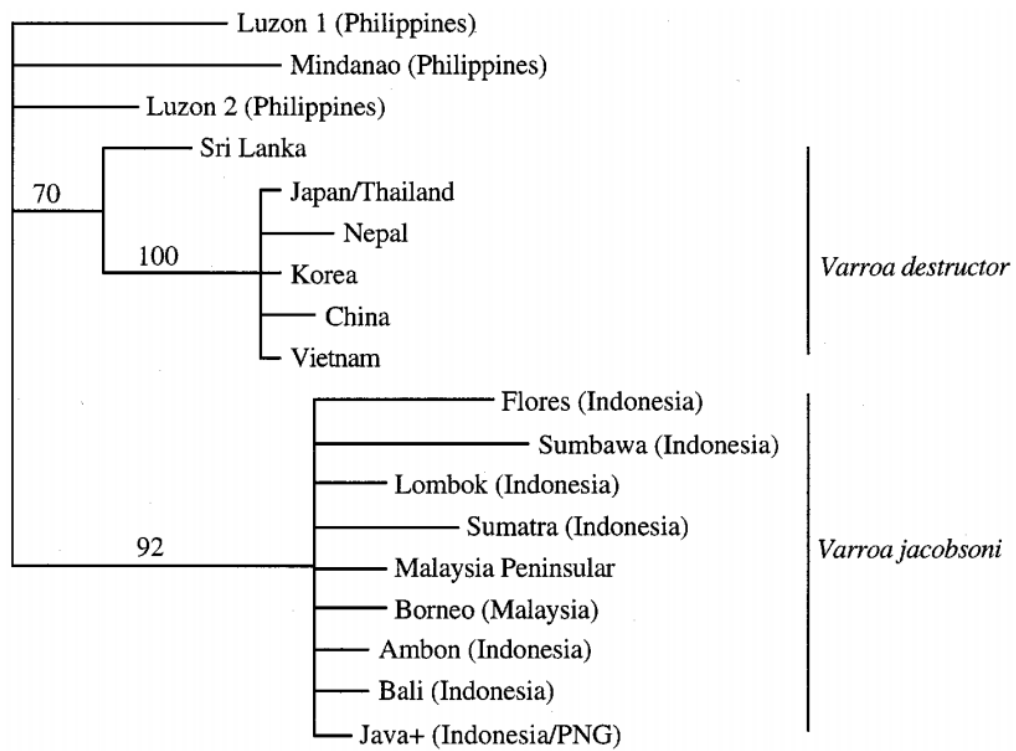 Luzon 1 (Philippines)
Mindanao (Philippines)
Luzon 2 (Philippines)
Sri Lanka
70
Japan/Thailand
Nepal
100
Korea
Varroa destructor
China
Vietnam
Flores (Indonesia)
Sumbawa (Indonesia)
Lombok (Indonesia)
Sumatra (Indonesia)
92
Varroa jacobsoni
Malaysia Peninsular
Borneo (Malaysia)
Ambon (Indonesia)
Bali (Indonesia)
Java+ (Indonesia/PNG)